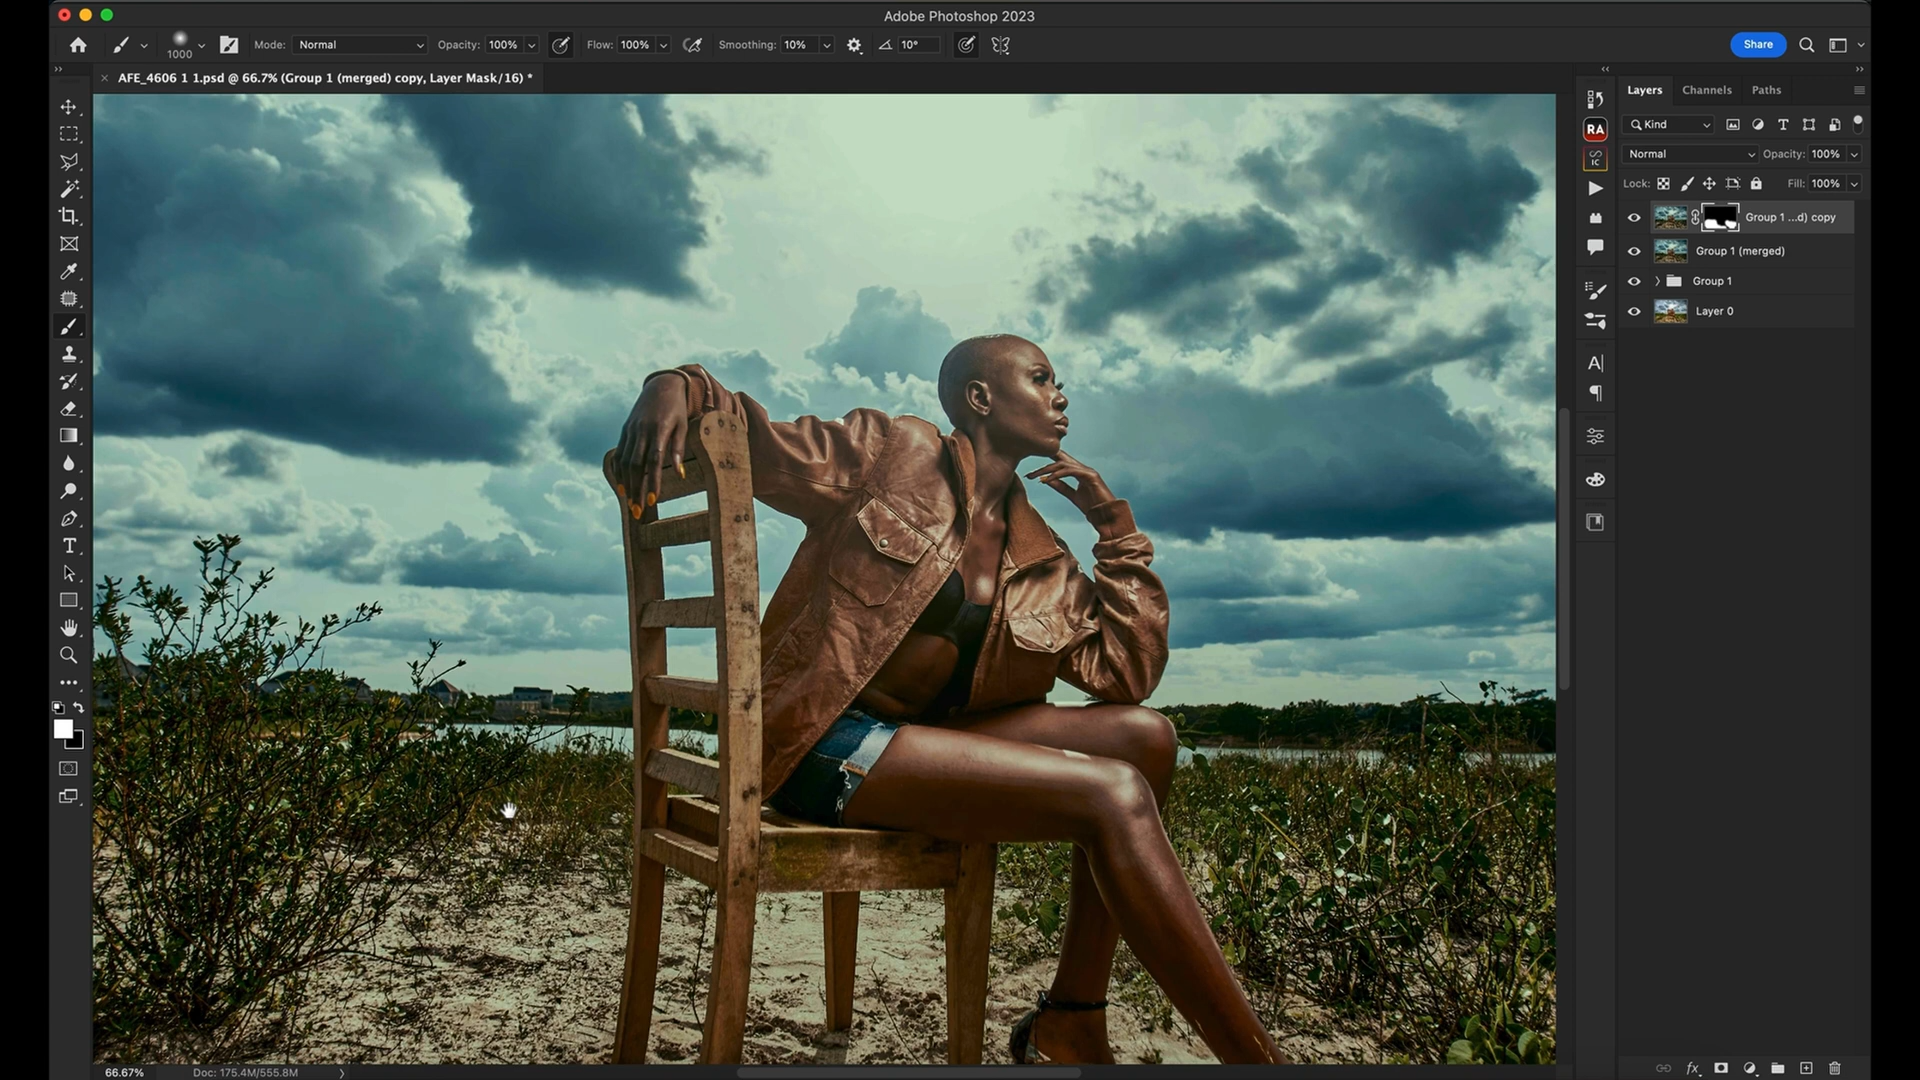 Adobe Photoshop 2023
1000
Mode: Normal Opacity: 100% Flow: 100% Smoothing: 10% 10° Share
AFE_4606 1 1.psd @ 66.7% (Group 1 (merged) copy, Layer Mask/16) *
Layers Channels Paths
RA
Kind
IC
Normal Opacity: 100%
Lock: Fill: 100%
Group 1 ...d) copy
Group 1 (merged)
Group 1
Layer 0
66.67% Doc: 175.4M/555.8M